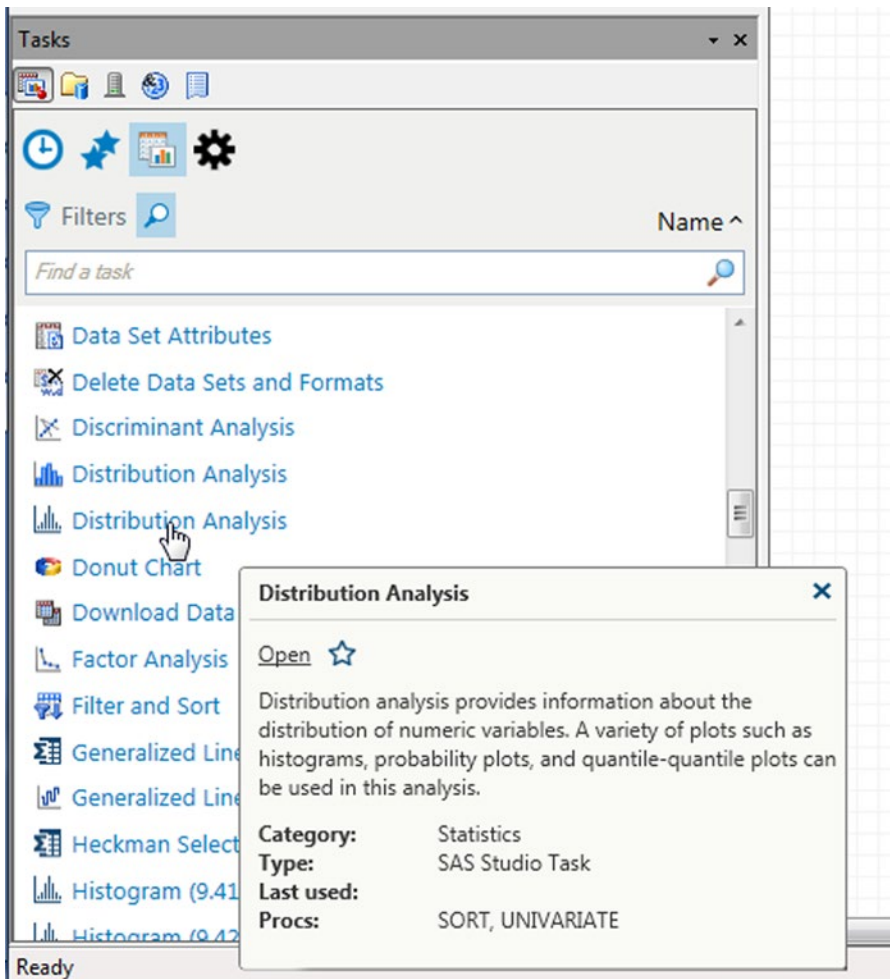 Tasks
Filters
Name
Find a task
Data Set Attributes
Delete Data Sets and Formats
Discriminant Analysis
Distribution Analysis
Distribution Analysis
Donut Chart
Download Data
Factor Analysis
Filter and Sort
Generalized Line
Generalized Line
Heckman Select
Histogram (9.41
Histogram (9.42
Distribution Analysis
Open
Distribution analysis provides information about the
distribution of numeric variables. A variety of plots such as
histograms, probability plots, and quantile-quantile plots can
be used in this analysis.
Category: Statistics
Type: SAS Studio Task
Last used:
Procs: SORT, UNIVARIATE
Ready